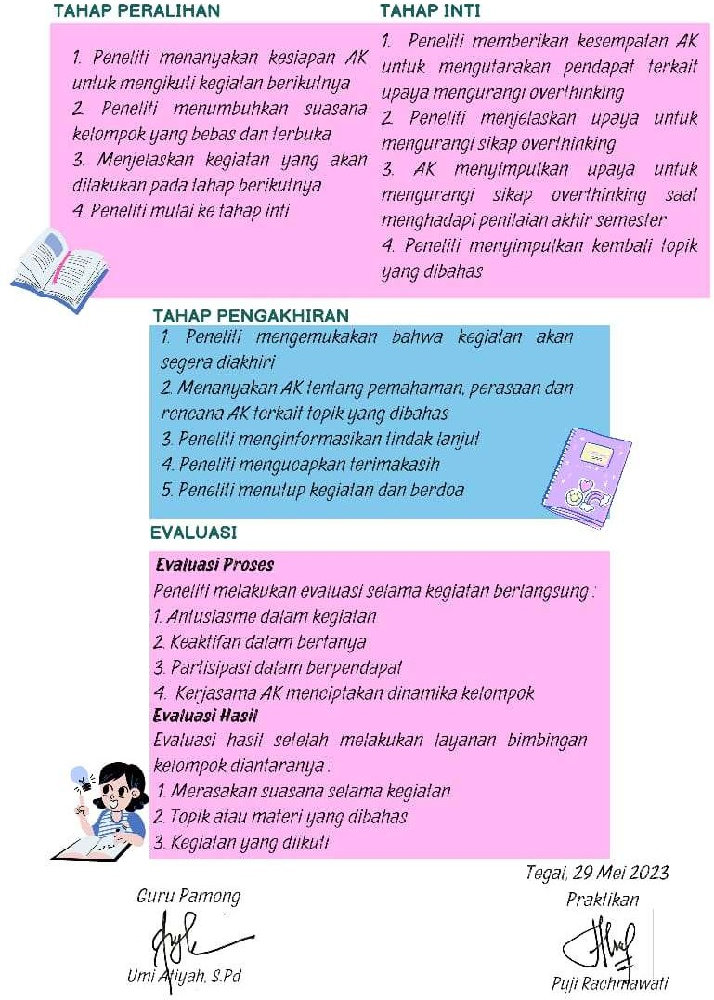 TAHAP PERALIHAN
1. Peneliti menanyakan kesiapan AK
untuk mengikuti kegiatan berikutnya
2. Peneliti menumbuhkan suasana
kelompok yang bebas dan terbuka
3. Menjelaskan kegiatan yang akan
dilakukan pada tahap berikutnya
4. Peneliti mulai ke tahap inti
TAHAP INTI
1. Peneliti memberikan kesempatan AK
untuk mengutarakan pendapat terkait
upaya mengurangi overthinking
2. Peneliti menjelaskan upaya untuk
mengurangi sikap overthinking
3. AK menyimpulkan upaya untuk
mengurangi sikap overthinking saat
menghadapi penilaian akhir semester
4. Peneliti menyimpulkan kembali topik
yang dibahas
TAHAP PENGAKHIRAN
1. Peneliti mengemukakan bahwa kegiatan akan
segera diakhiri
2. Menanyakan AK tentang pemahaman, perasaan dan
rencana AK terkait topik yang dibahas
3. Peneliti menginformasikan tindak lanjut
4. Peneliti mengucapkan terimakasih
5. Peneliti menutup kegiatan dan berdoa
EVALUASI
Evaluasi Proses
Peneliti melakukan evaluasi selama kegiatan berlangsung :
1. Antusiasme dalam kegiatan
2. Keaktifan dalam bertanya
3. Partisipasi dalam berpendapat
4. Kerjasama AK menciptakan dinamika kelompok
Evaluasi Hasil
Evaluasi hasil setelah melakukan layanan bimbingan
kelompok diantaranya :
1. Merasakan suasana selama kegiatan
2. Topik atau materi yang dibahas
3. Kegiatan yang diikuti
Tegal, 29 Mei 2023
Guru Pamong
Praktikan
Umi Atiyah, S.Pd
Puji Rachmawati